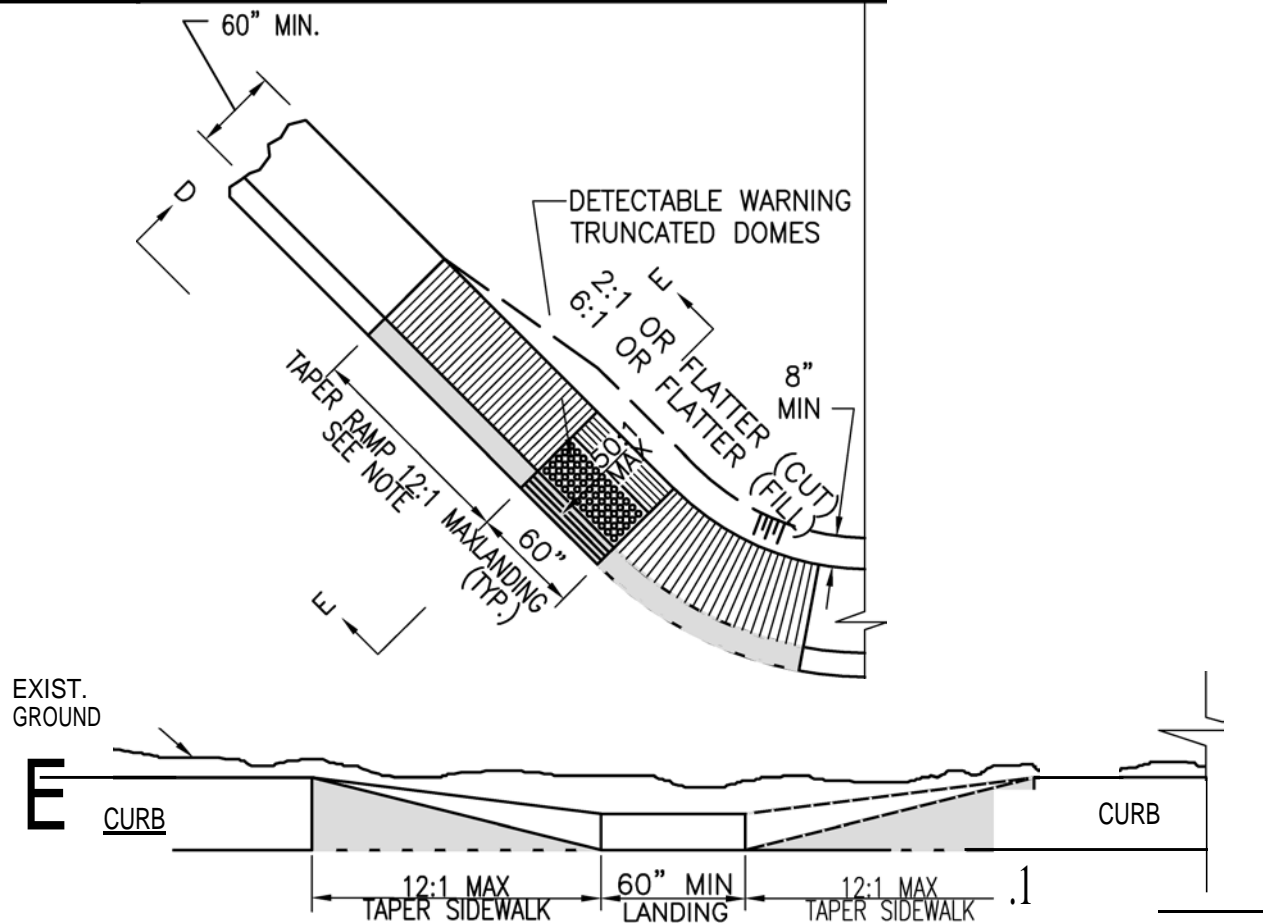 60” MIN.
D
DETECTABLE WARNING
TRUNCATED DOMES
E
2:1 OR FLATTER (CUT)
6:1 OR FLATTER (FILL)
8”
MIN
50:1
MAX
TAPER RAMP 12:1 MAX
SEE NOTE
60”
LANDING
(TYP.)
E
EXIST.
GROUND
E
CURB
CURB
12:1 MAX
TAPER SIDEWALK
60” MIN
LANDING
12:1 MAX
TAPER SIDEWALK
.1